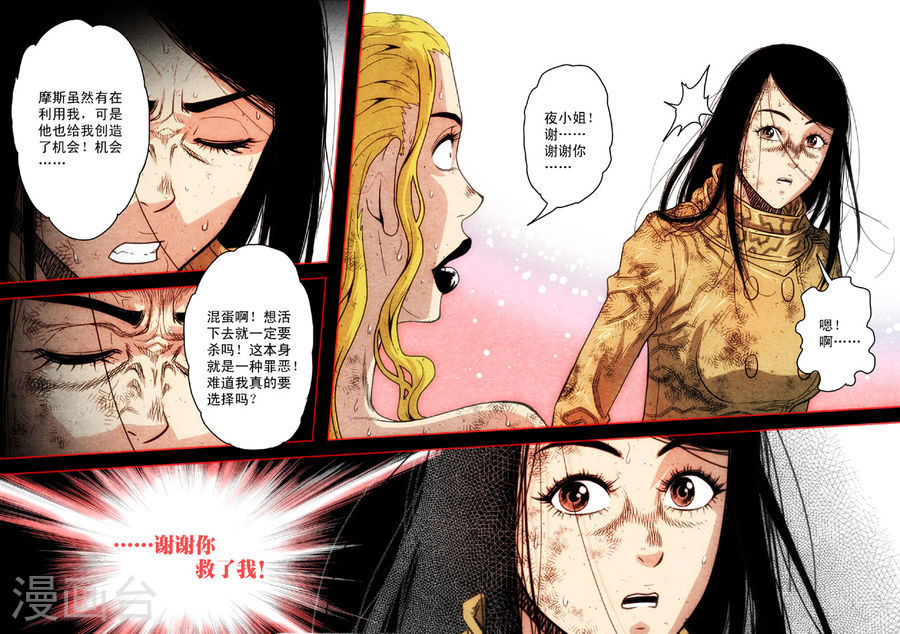 摩斯虽然有在
利用我，可是
他也给我创造
了机会！机会
……
混蛋啊！想活
下去就一定要
杀吗！这本身
就是一种罪恶！
难道我真的要
选择吗？
夜小姐！
谢……
谢谢你
……
嗯！
啊……
……谢谢你
救了我！
漫画台